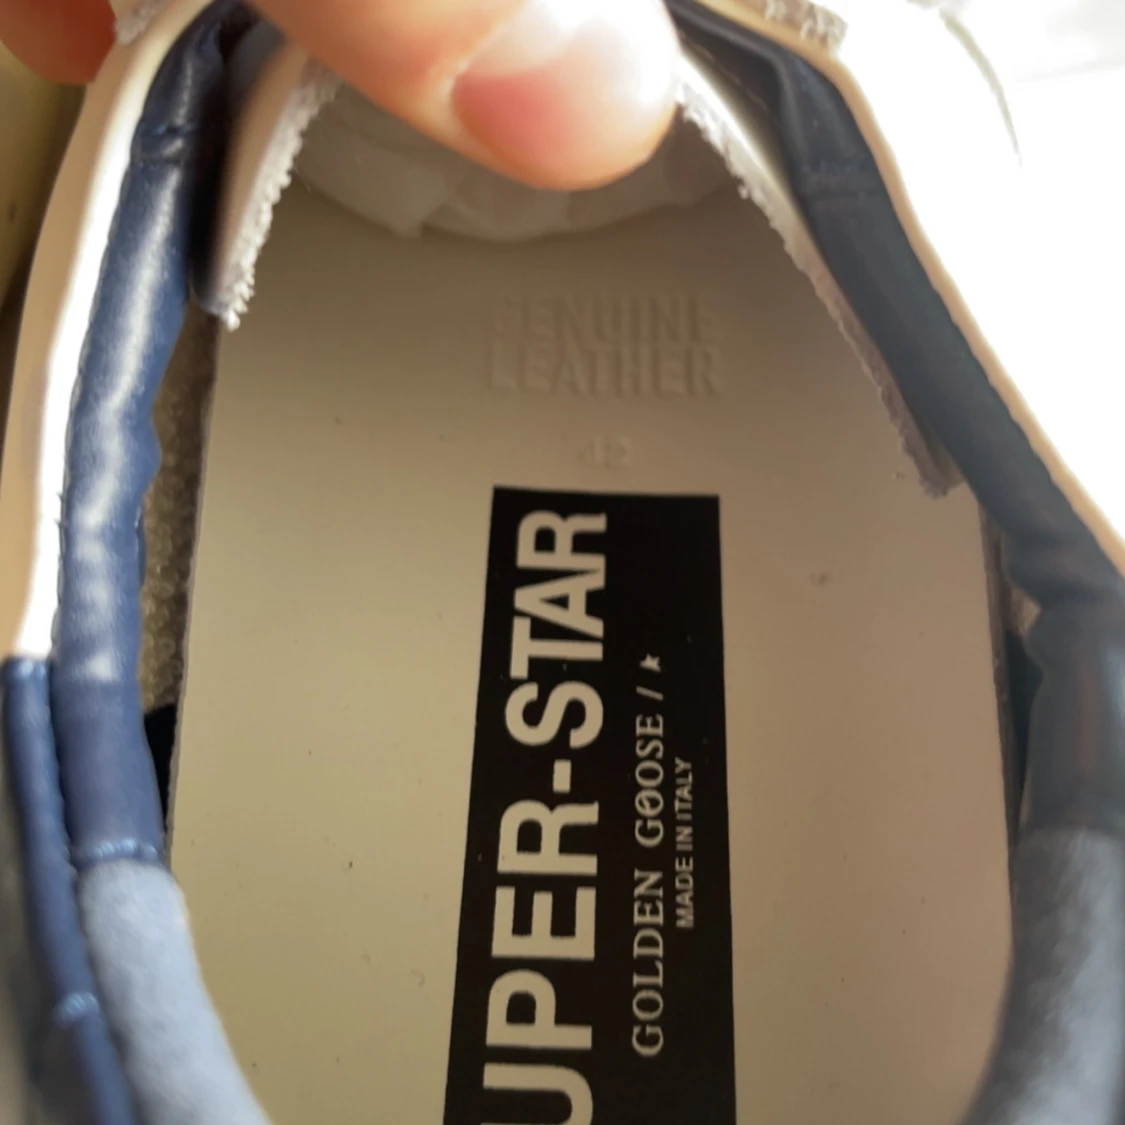 GENUINE
LEATHER
42
UPER-STAR
GOLDEN GOOSE /
MADE IN ITALY